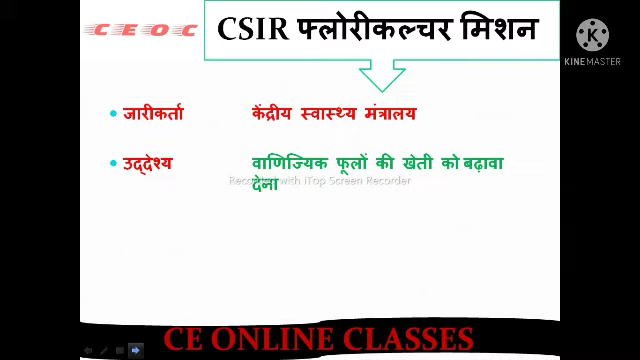 CEOC
CSIR फ्लोरीकल्चर मिशन
KINEMASTER
जारीकर्ता केंद्रीय स्वास्थ्य मंत्रालय
उद्देश्य वाणिज्यिक फूलों की खेती को बढ़ावा
देना
Recorded with iTop Screen Recorder
CE ONLINE CLASSES